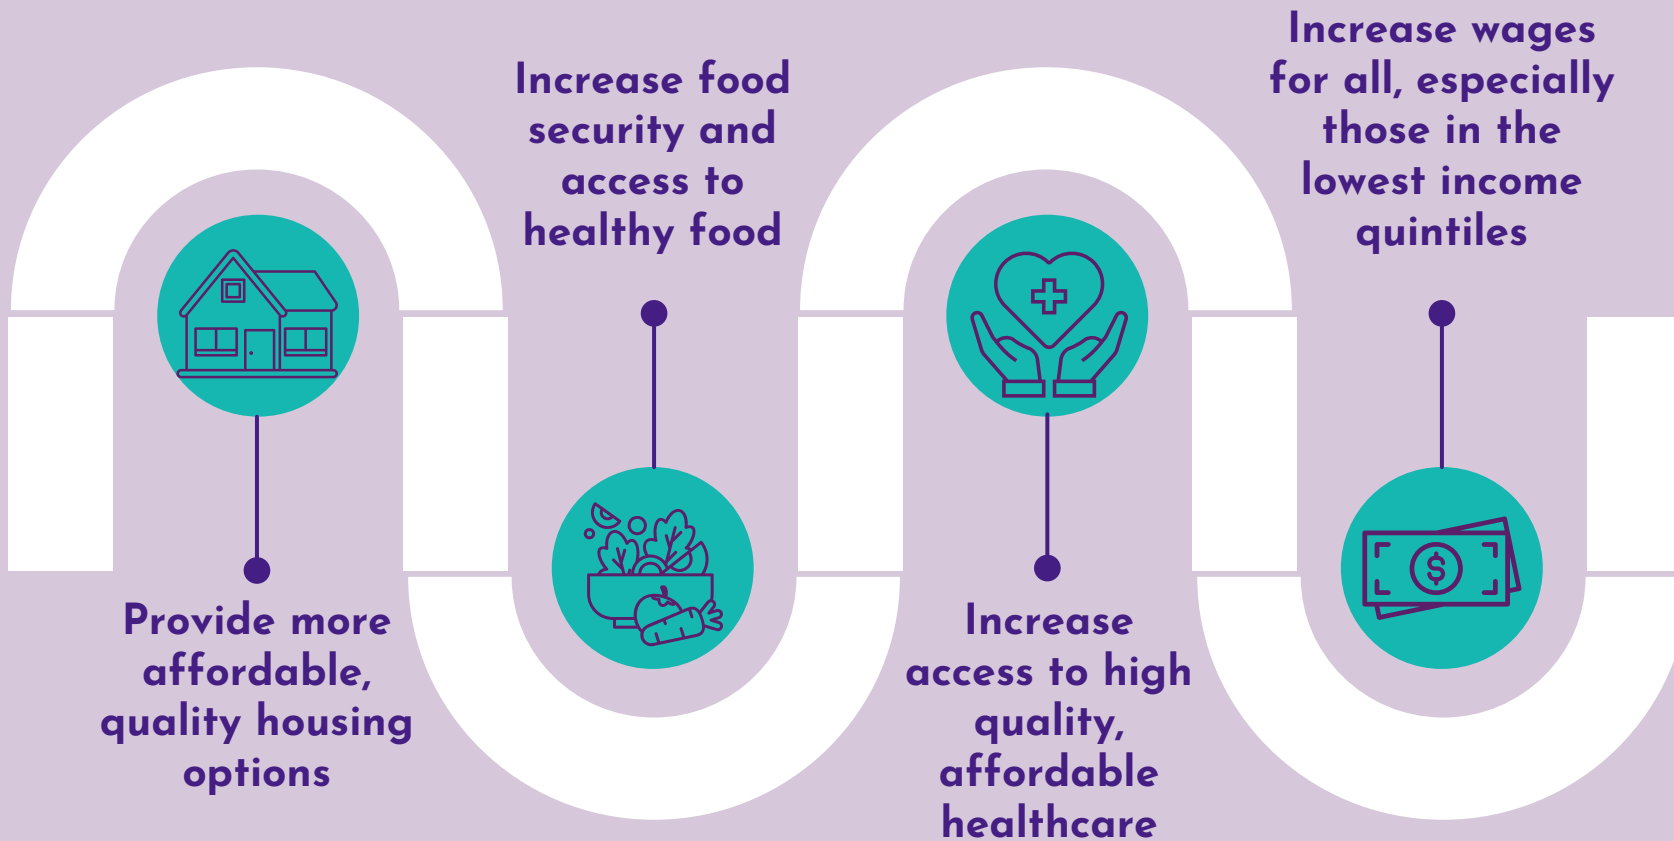 Provide more
affordable,
quality housing
options
Increase food
security and
access to
healthy food
Increase
access to high
quality,
affordable
healthcare
Increase wages
for all, especially
those in the
lowest income
quintiles
$